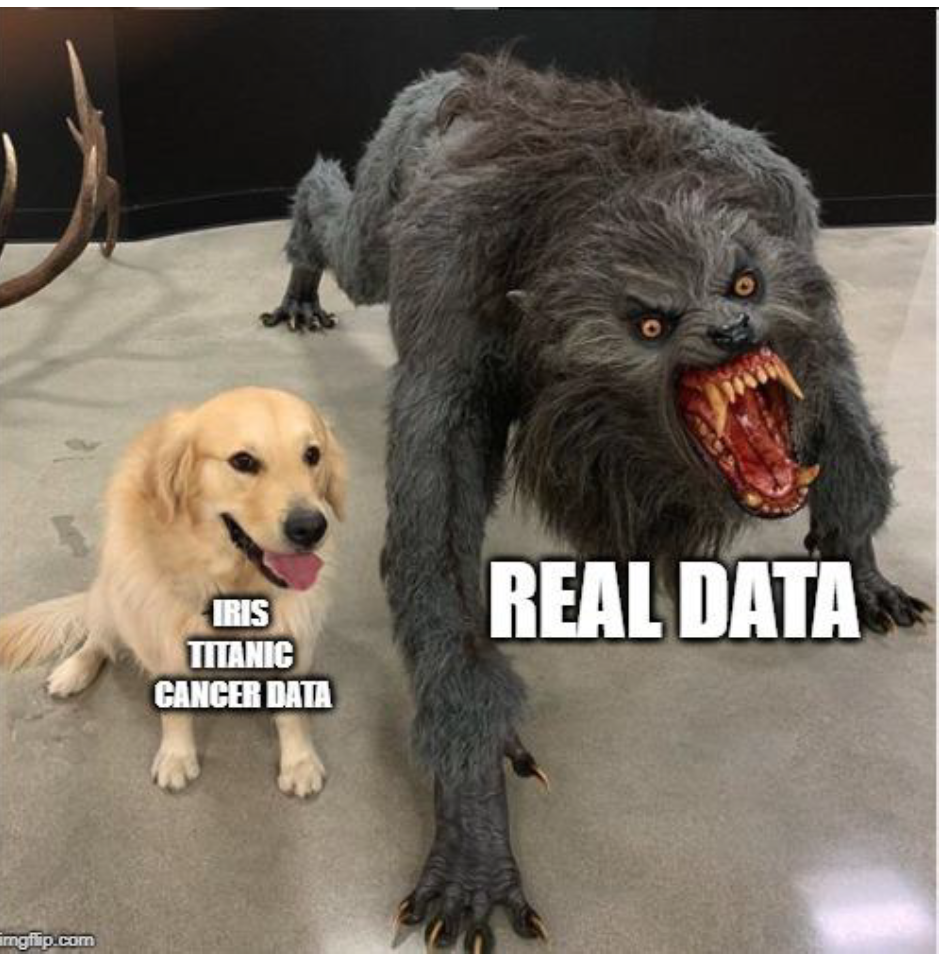 IRIS
TITANIC
CANCER DATA
REAL DATA
imgflip.com